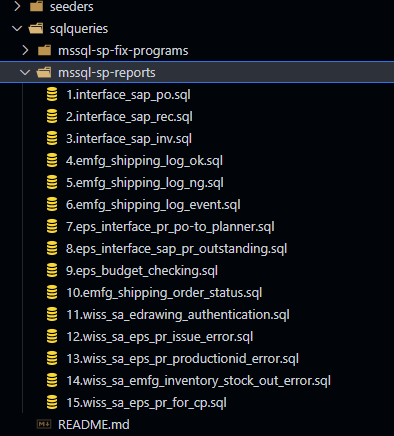 seeders
sqlqueries
mssql-sp-fix-programs
mssql-sp-reports
1.interface_sap_po.sql
2.interface_sap_rec.sql
3.interface_sap_inv.sql
4.emfg_shipping_log_ok.sql
5.emfg_shipping_log_ng.sql
6.emfg_shipping_log_event.sql
7.eps_interface_pr_po-to_planner.sql
8.eps_interface_sap_pr_outstanding.sql
9.eps_budget_checking.sql
10.emfg_shipping_order_status.sql
11.wiss_sa_edrawing_authentication.sql
12.wiss_sa_eps_pr_issue_error.sql
13.wiss_sa_eps_pr_productionid_error.sql
14.wiss_sa_emfg_inventory_stock_out_error.sql
15.wiss_sa_eps_pr_for_cp.sql
README.md